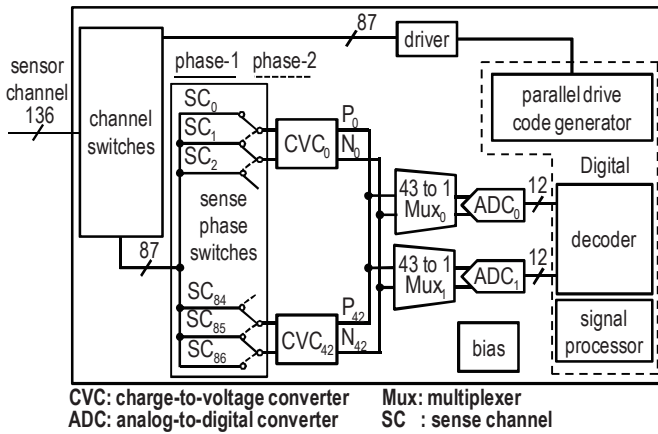 87
driver
phase-1 phase-2
sensor
channel
136
channel
switches
SC0
SC1
SC2
CVC0
P0
N0
parallel drive
code generator
sense
phase
switches
43 to 1
Mux0
ADC0
12
Digital
decoder
87
43 to 1
Mux1
ADC1
12
SC84
SC85
SC86
CVC42
P42
N42
bias
signal
processor
CVC: charge-to-voltage converter Mux: multiplexer
ADC: analog-to-digital converter SC : sense channel